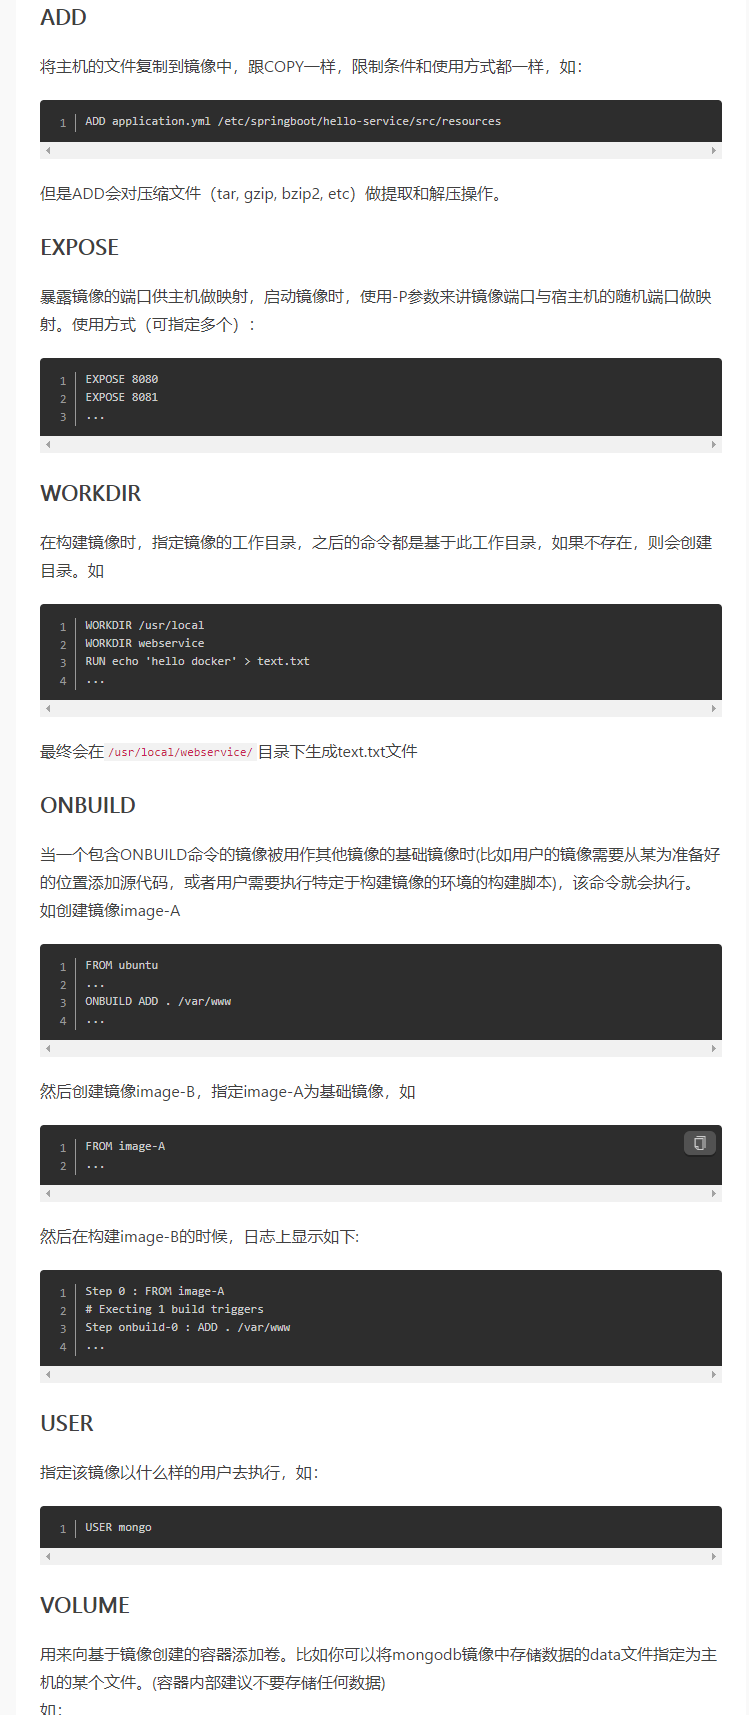 ADD
将主机的文件复制到镜像中，跟COPY一样，限制条件和使用方式都一样，如：
1 ADD application.yml /etc/springboot/hello-service/src/resources
但是ADD会对压缩文件（tar, gzip, bzip2, etc）做提取和解压操作。
EXPOSE
暴露镜像的端口供主机做映射，启动镜像时，使用-P参数来讲镜像端口与宿主机的随机端口做映
射。使用方式（可指定多个）：
1 EXPOSE 8080
2 EXPOSE 8081
3 ...
WORKDIR
在构建镜像时，指定镜像的工作目录，之后的命令都是基于此工作目录，如果不存在，则会创建
目录。如
1 WORKDIR /usr/local
2 WORKDIR webservice
3 RUN echo 'hello docker' > text.txt
4 ...
最终会在/usr/local/webservice/目录下生成text.txt文件
ONBUILD
当一个包含ONBUILD命令的镜像被用作其他镜像的基础镜像时(比如用户的镜像需要从某为准备好
的位置添加源代码，或者用户需要执行特定于构建镜像的环境的构建脚本)，该命令就会执行。
如创建镜像image-A
1 FROM ubuntu
2 ...
3 ONBUILD ADD . /var/www
4 ...
然后创建镜像image-B，指定image-A为基础镜像，如
1 FROM image-A
2 ...
然后在构建image-B的时候，日志上显示如下:
1 Step 0 : FROM image-A
2 # Execting 1 build triggers
3 Step onbuild-0 : ADD . /var/www
4 ...
USER
指定该镜像以什么样的用户去执行，如：
1 USER mongo
VOLUME
用来向基于镜像创建的容器添加卷。比如你可以将mongodb镜像中存储数据的data文件指定为主
机的某个文件。(容器内部建议不要存储任何数据)
如：